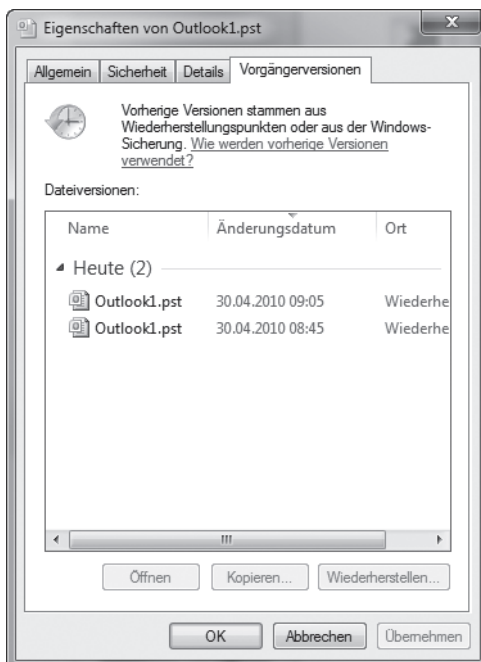 Eigenschaften von Outlook1.pst
Allgemein Sicherheit Details Vorgängerversionen
Vorherige Versionen stammen aus
Wiederherstellungspunkten oder aus der Windows-
Sicherung. Wie werden vorherige Versionen
verwendet?
Dateiversionen:
Name Änderungsdatum Ort
Heute (2)
Outlook1.pst 30.04.2010 09:05 Wiederhe
Outlook1.pst 30.04.2010 08:45 Wiederhe
Öffnen Kopieren... Wiederherstellen...
OK Abbrechen Übernehmen